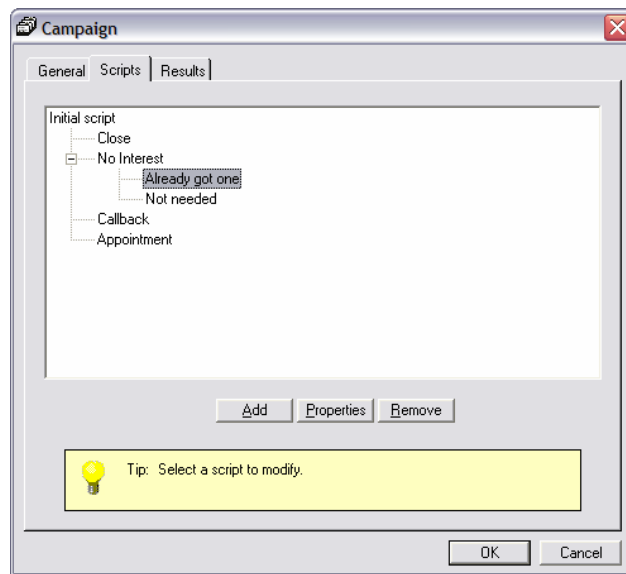 Campaign
General Scripts Results
Initial script
Close
No Interest
Already got one
Not needed
Callback
Appointment
Add Properties Remove
Tip: Select a script to modify.
OK Cancel